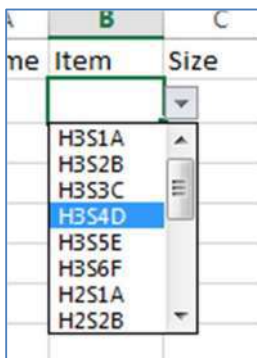 B C
me Item Size
H3S1A
H3S2B
H3S3C
H3S4D
H3S5E
H3S6F
H2S1A
H2S2B